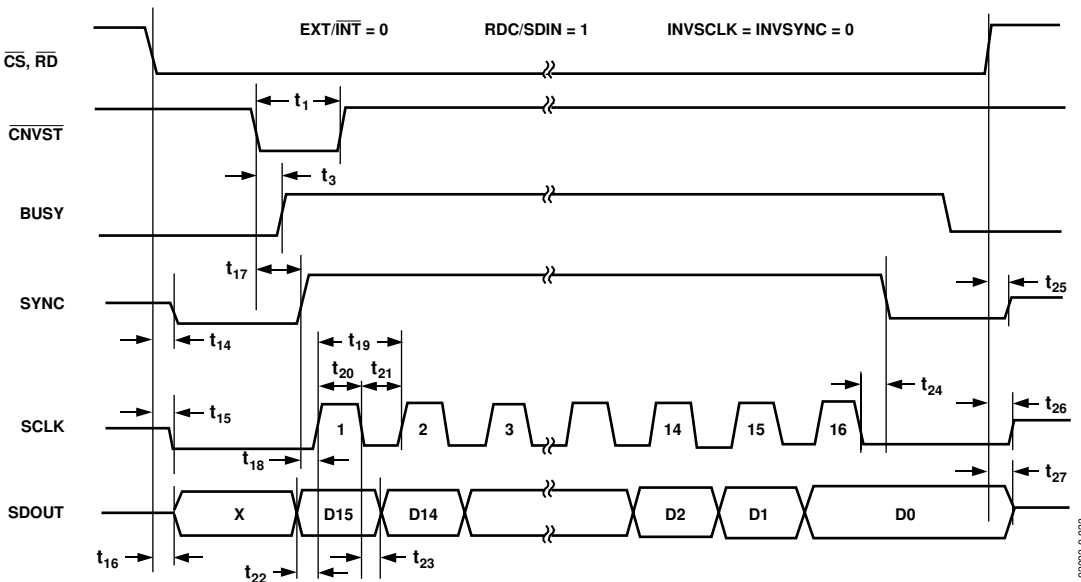 EXT/INT = 0 RDC/SDIN = 1 INVSCLK = INVSYNC = 0
CS, RD
t1
CNVST
t3
BUSY
t17
SYNC
t25
t14
t19
t20 t21
t24
t15
t26
SCLK
1 2 3 14 15 16
t18
t27
SDOUT
X D15 D14 D2 D1 D0
t16
t22
t23